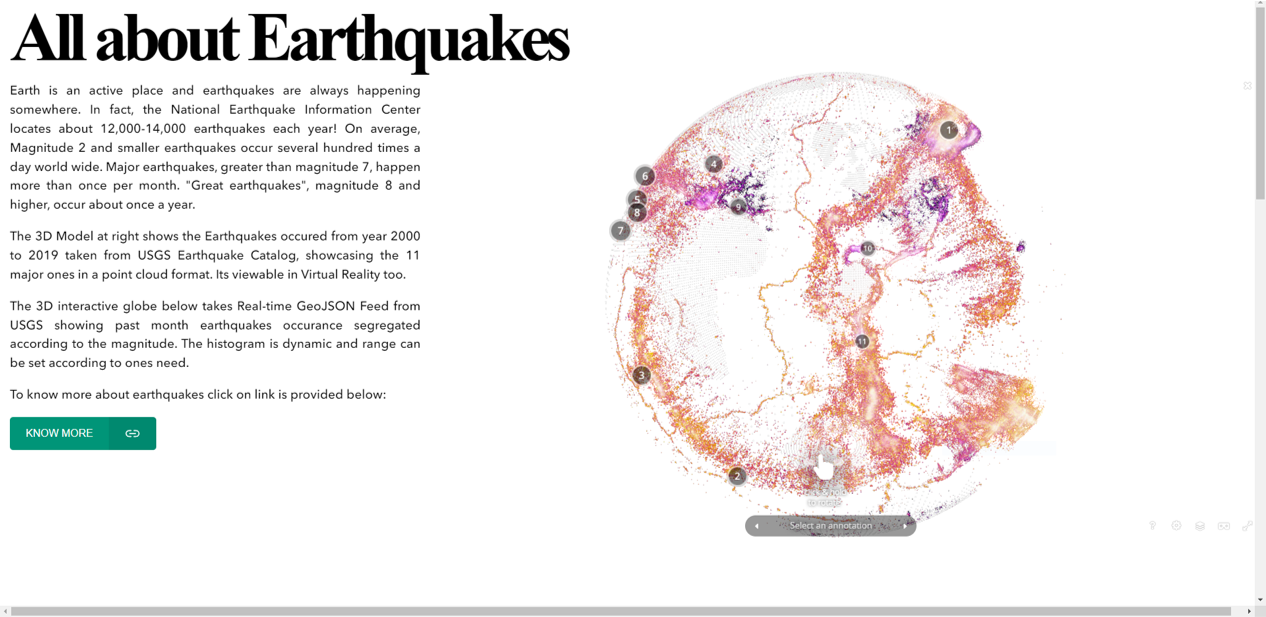 All about Earthquakes
Earth is an active place and earthquakes are always happening
somewhere. In fact, the National Earthquake Information Center
locates about 12,000-14,000 earthquakes each year! On average,
Magnitude 2 and smaller earthquakes occur several hundred times a
day world wide. Major earthquakes, greater than magnitude 7, happen
more than once per month. "Great earthquakes", magnitude 8 and
higher, occur about once a year.
The 3D Model at right shows the Earthquakes occured from year 2000
to 2019 taken from USGS Earthquake Catalog, showcasing the 11
major ones in a point cloud format. Its viewable in Virtual Reality too.
The 3D interactive globe below takes Real-time GeoJSON Feed from
USGS showing past month earthquakes occurance segregated
according to the magnitude. The histogram is dynamic and range can
be set according to ones need.
To know more about earthquakes click on link is provided below:
KNOW MORE
1
4
6
5
9
8
7
10
11
3
2
to rotate
Select an annotation
?